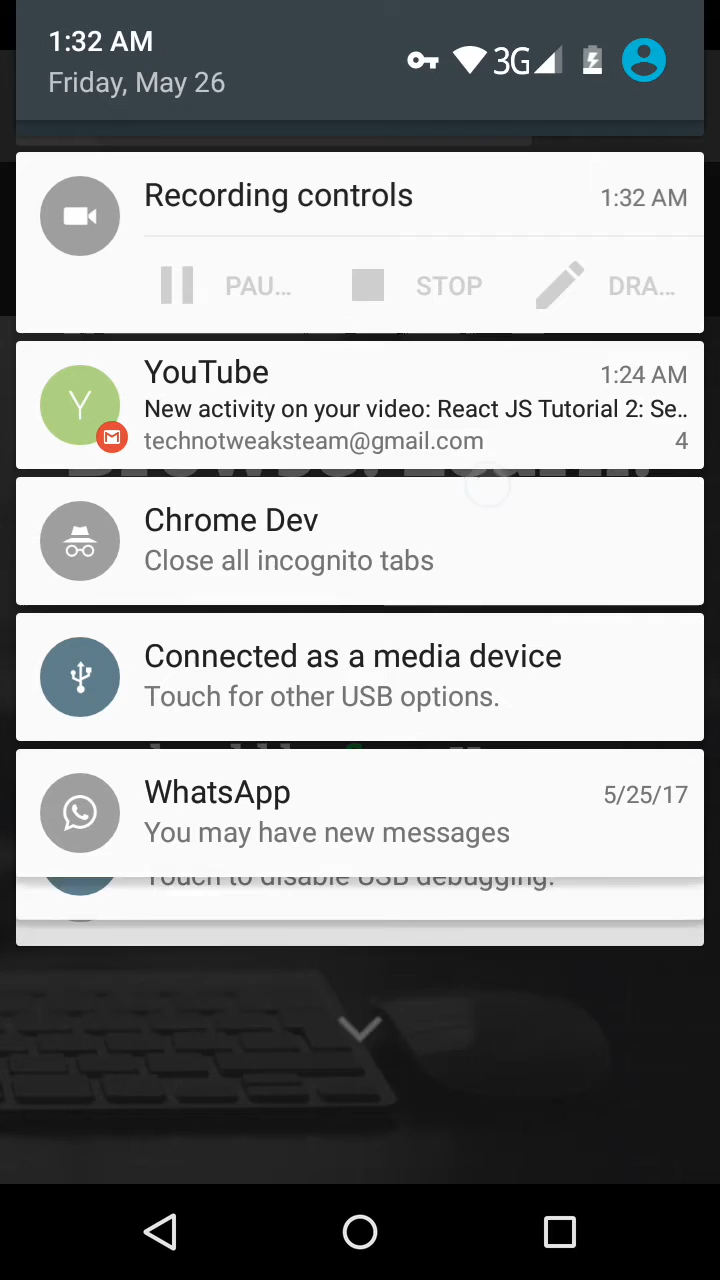 1:32 AM
Friday, May 26
3G
Recording controls
1:32 AM
PAU...
STOP
DRA...
YouTube
1:24 AM
New activity on your video: React JS Tutorial 2: Se..
technotweaksteam@gmail.com
4
Chrome Dev
Close all incognito tabs
Connected as a media device
Touch for other USB options.
WhatsApp
5/25/17
You may have new messages
Touch to disable USB debugging.